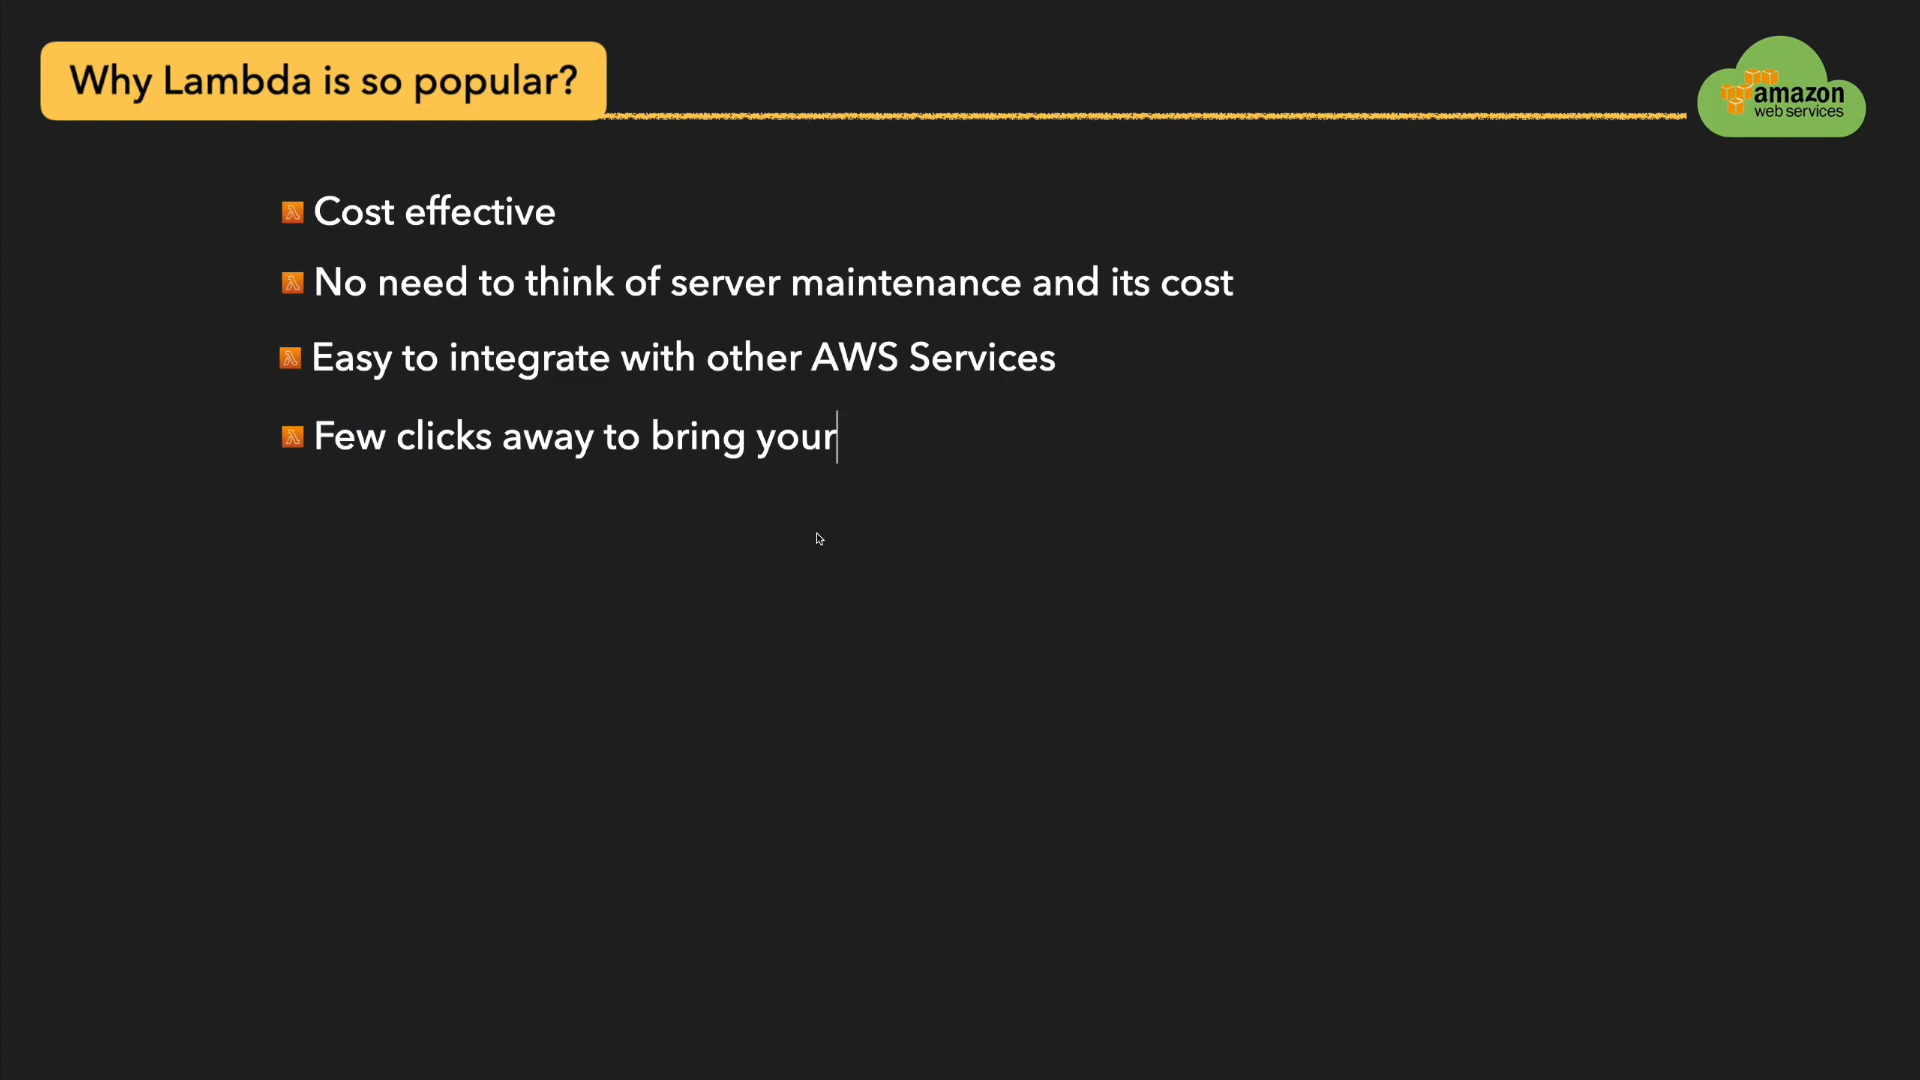 Why Lambda is so popular?
amazon
web services
Cost effective
No need to think of server maintenance and its cost
Easy to integrate with other AWS Services
Few clicks away to bring your